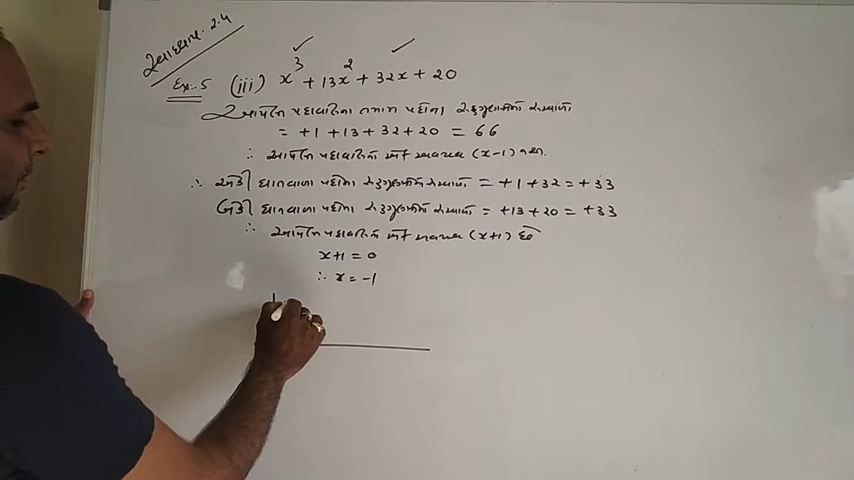 સ્વાધ્યાય 2.4
Ex:- 5 (iii) x³ + 13x² + 32x + 20
આપેલ બહુપદીના તમામ પદોના સહગુણકોનો સરવાળો
= +1 + 13 + 32 + 20 = 66
∴ આપેલ બહુપદીનો એક અવયવ (x-1) નથી.
∴ એકી ઘાતવાળા પદોના સહગુણકોનો સરવાળો = +1 + 32 = +33
બેકી ઘાતવાળા પદોના સહગુણકોનો સરવાળો = +13 + 20 = +33
∴ આપેલ બહુપદીનો એક અવયવ (x+1) છે
x+1 = 0
∴ x = -1